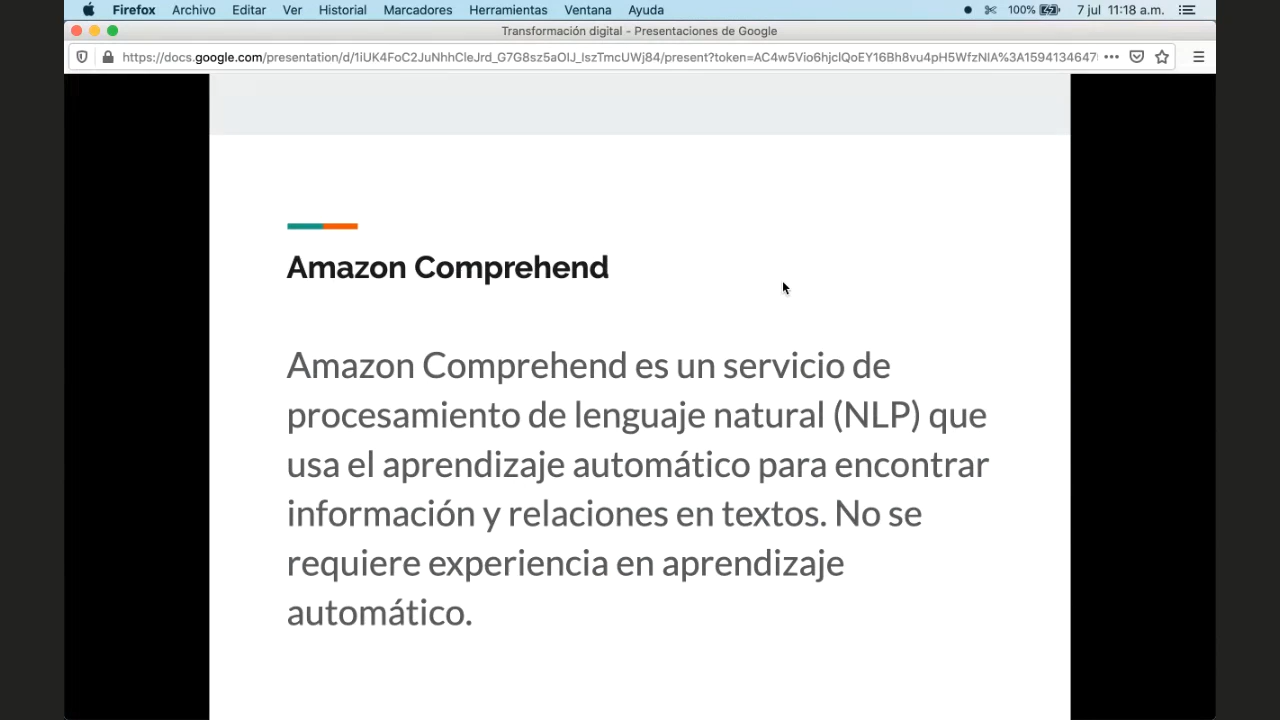 Firefox Archivo Editar Ver Historial Marcadores Herramientas Ventana Ayuda 100% 7 jul 11:18 a.m.
Transformación digital - Presentaciones de Google
Amazon Comprehend
Amazon Comprehend es un servicio de
procesamiento de lenguaje natural (NLP) que
usa el aprendizaje automático para encontrar
información y relaciones en textos. No se
requiere experiencia en aprendizaje
automático.